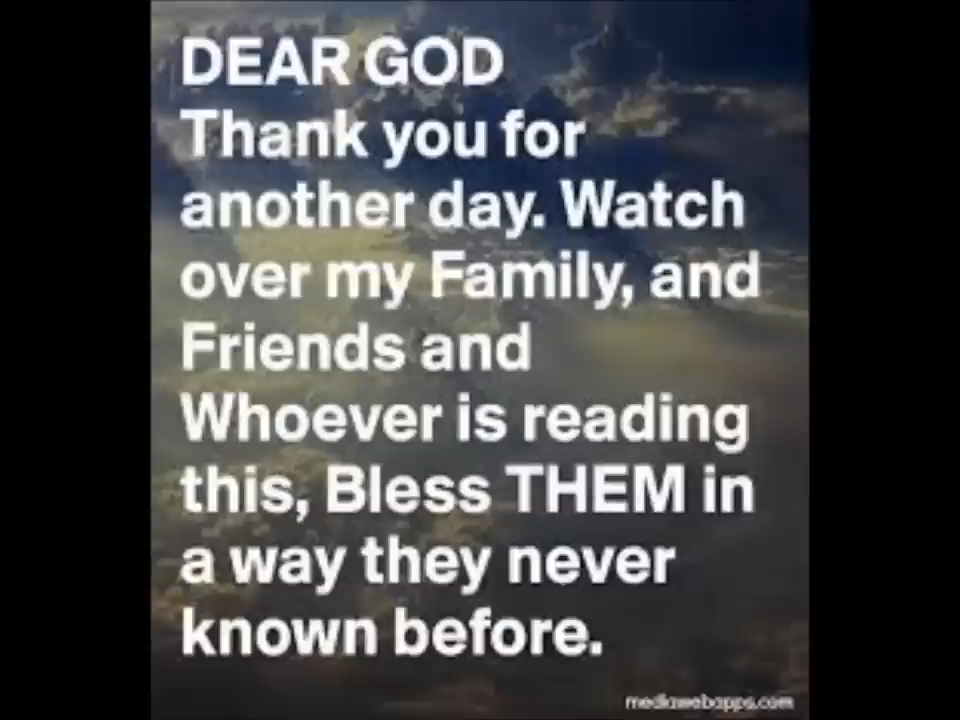 DEAR GOD
Thank you for
another day. Watch
over my Family, and
Friends and
Whoever is reading
this, Bless THEM in
a way they never
known before.
mediawebapps.com